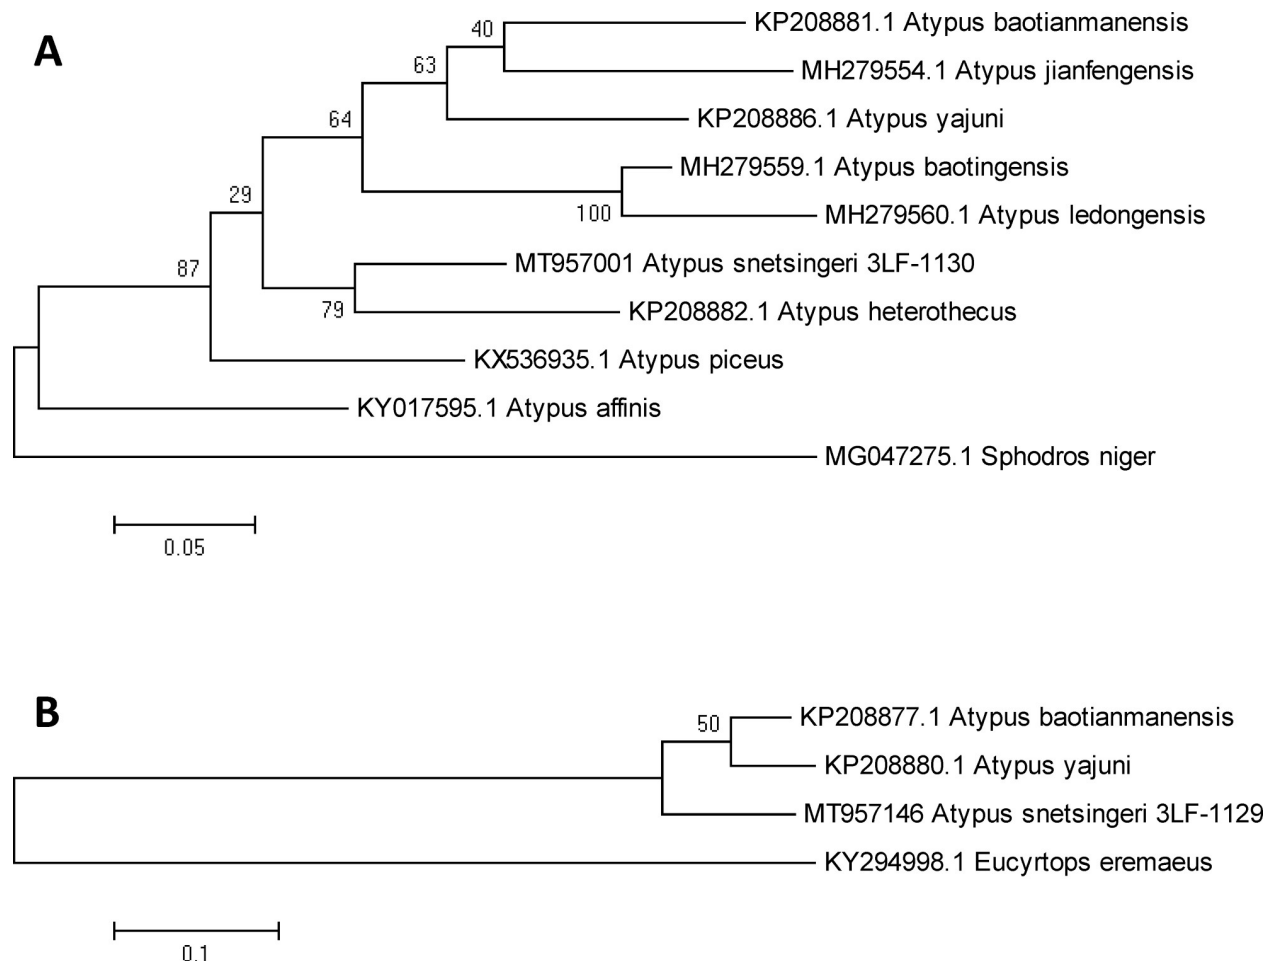 A
40
KP208881.1 Atypus baotianmanensis
63
MH279554.1 Atypus jianfengensis
64
KP208886.1 Atypus yajuni
MH279559.1 Atypus baotingensis
29
100
MH279560.1 Atypus ledongensis
87
MT957001 Atypus snetsingeri 3LF-1130
79
KP208882.1 Atypus heterothecus
KX536935.1 Atypus piceus
KY017595.1 Atypus affinis
MG047275.1 Sphodros niger
0.05
B
50
KP208877.1 Atypus baotianmanensis
KP208880.1 Atypus yajuni
MT957146 Atypus snetsingeri 3LF-1129
KY294998.1 Eucyrtops eremaeus
0.1